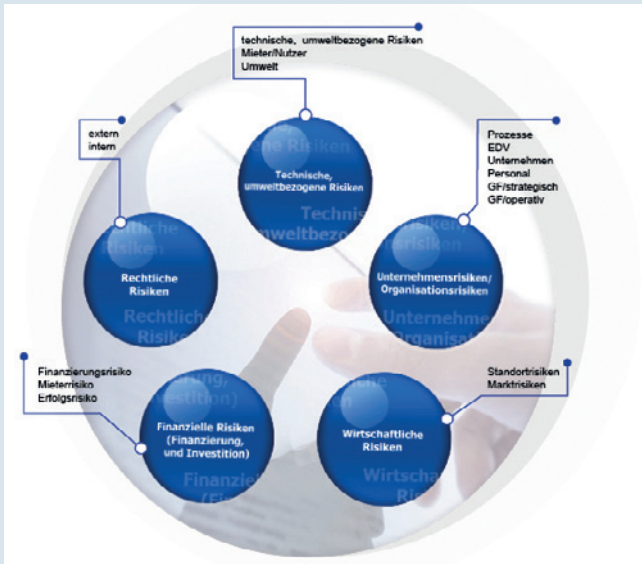 technische, umweltbezogene Risiken
Mieter/Nutzer
Umwelt
extern
intern
Prozesse
EDV
Unternehmen
Personal
GF/strategisch
GF/operativ
Technische,
umweltbezogene Risiken
Rechtliche
Risiken
Unternehmensrisiken/
Organisationsrisiken
Finanzierungsrisiko
Mieterrisiko
Erfolgsrisiko
Standortrisiken
Marktrisiken
Finanzielle Risiken
(Finanzierung,
und Investition)
Wirtschaftliche
Risiken